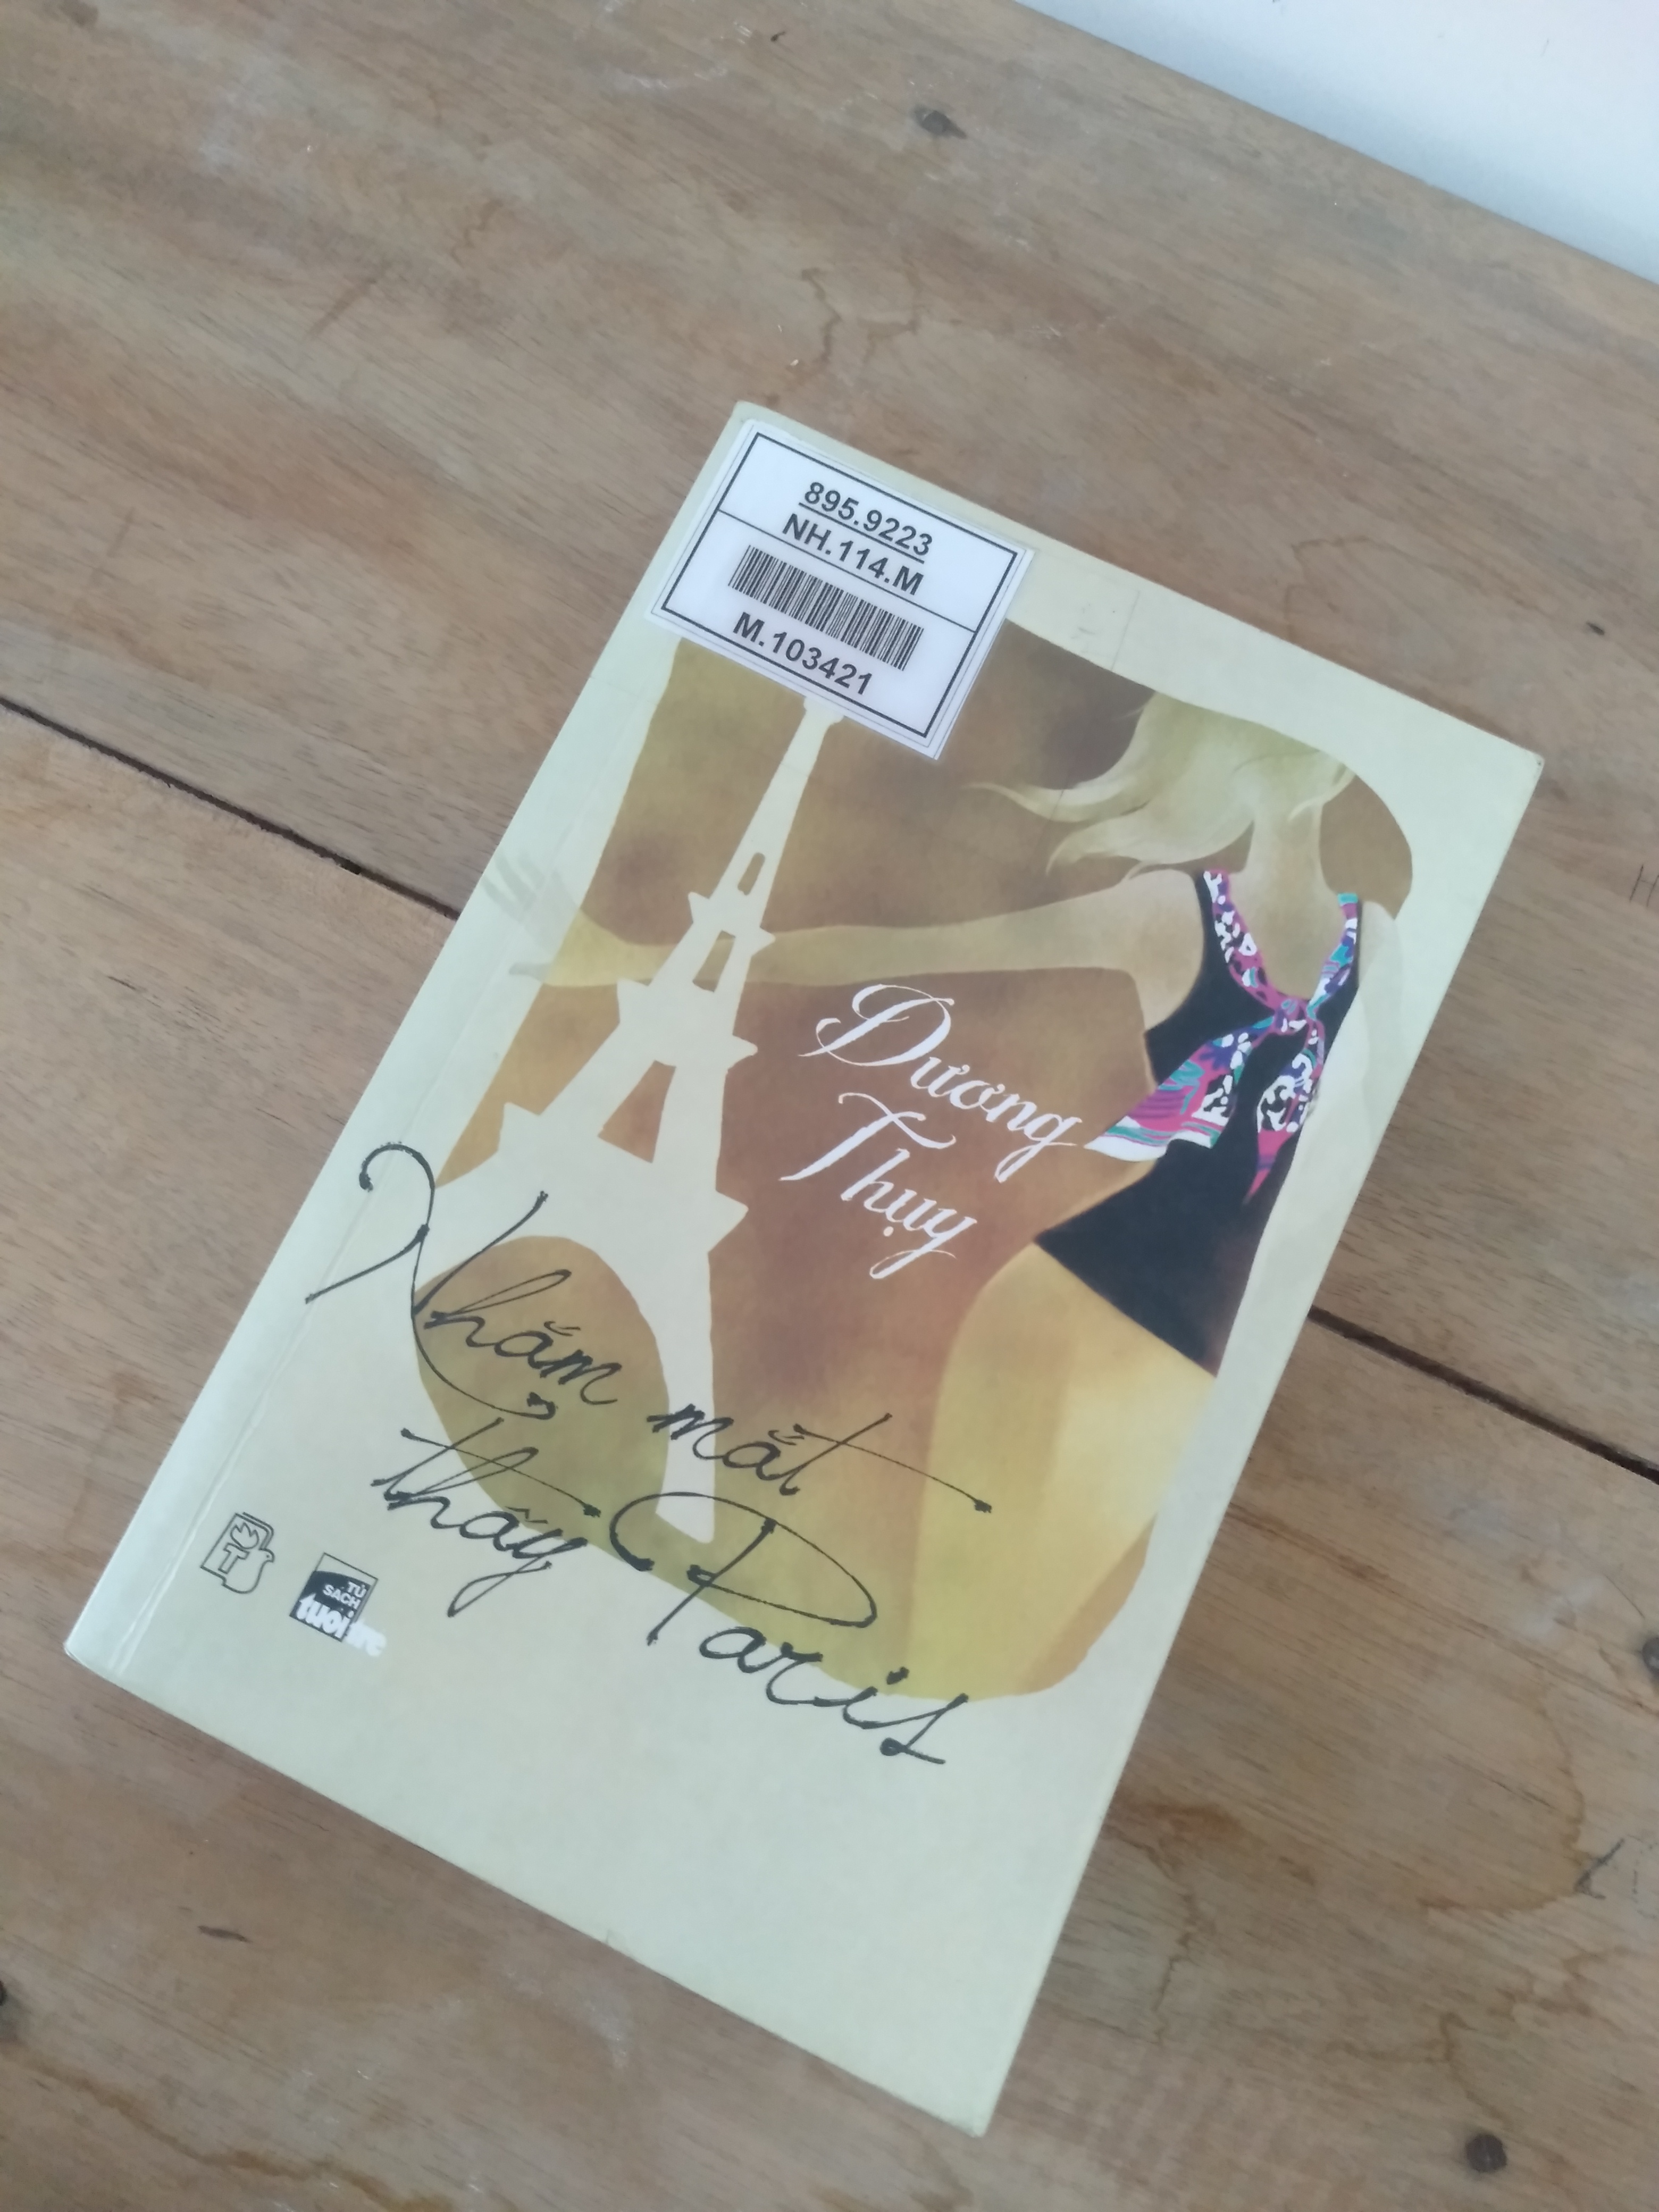 895.9223
NH.114.M
M.103421
Dương
Thụy
Nhắm mắt
thấy Paris
T
TỦ
SÁCH
tuổi trẻ